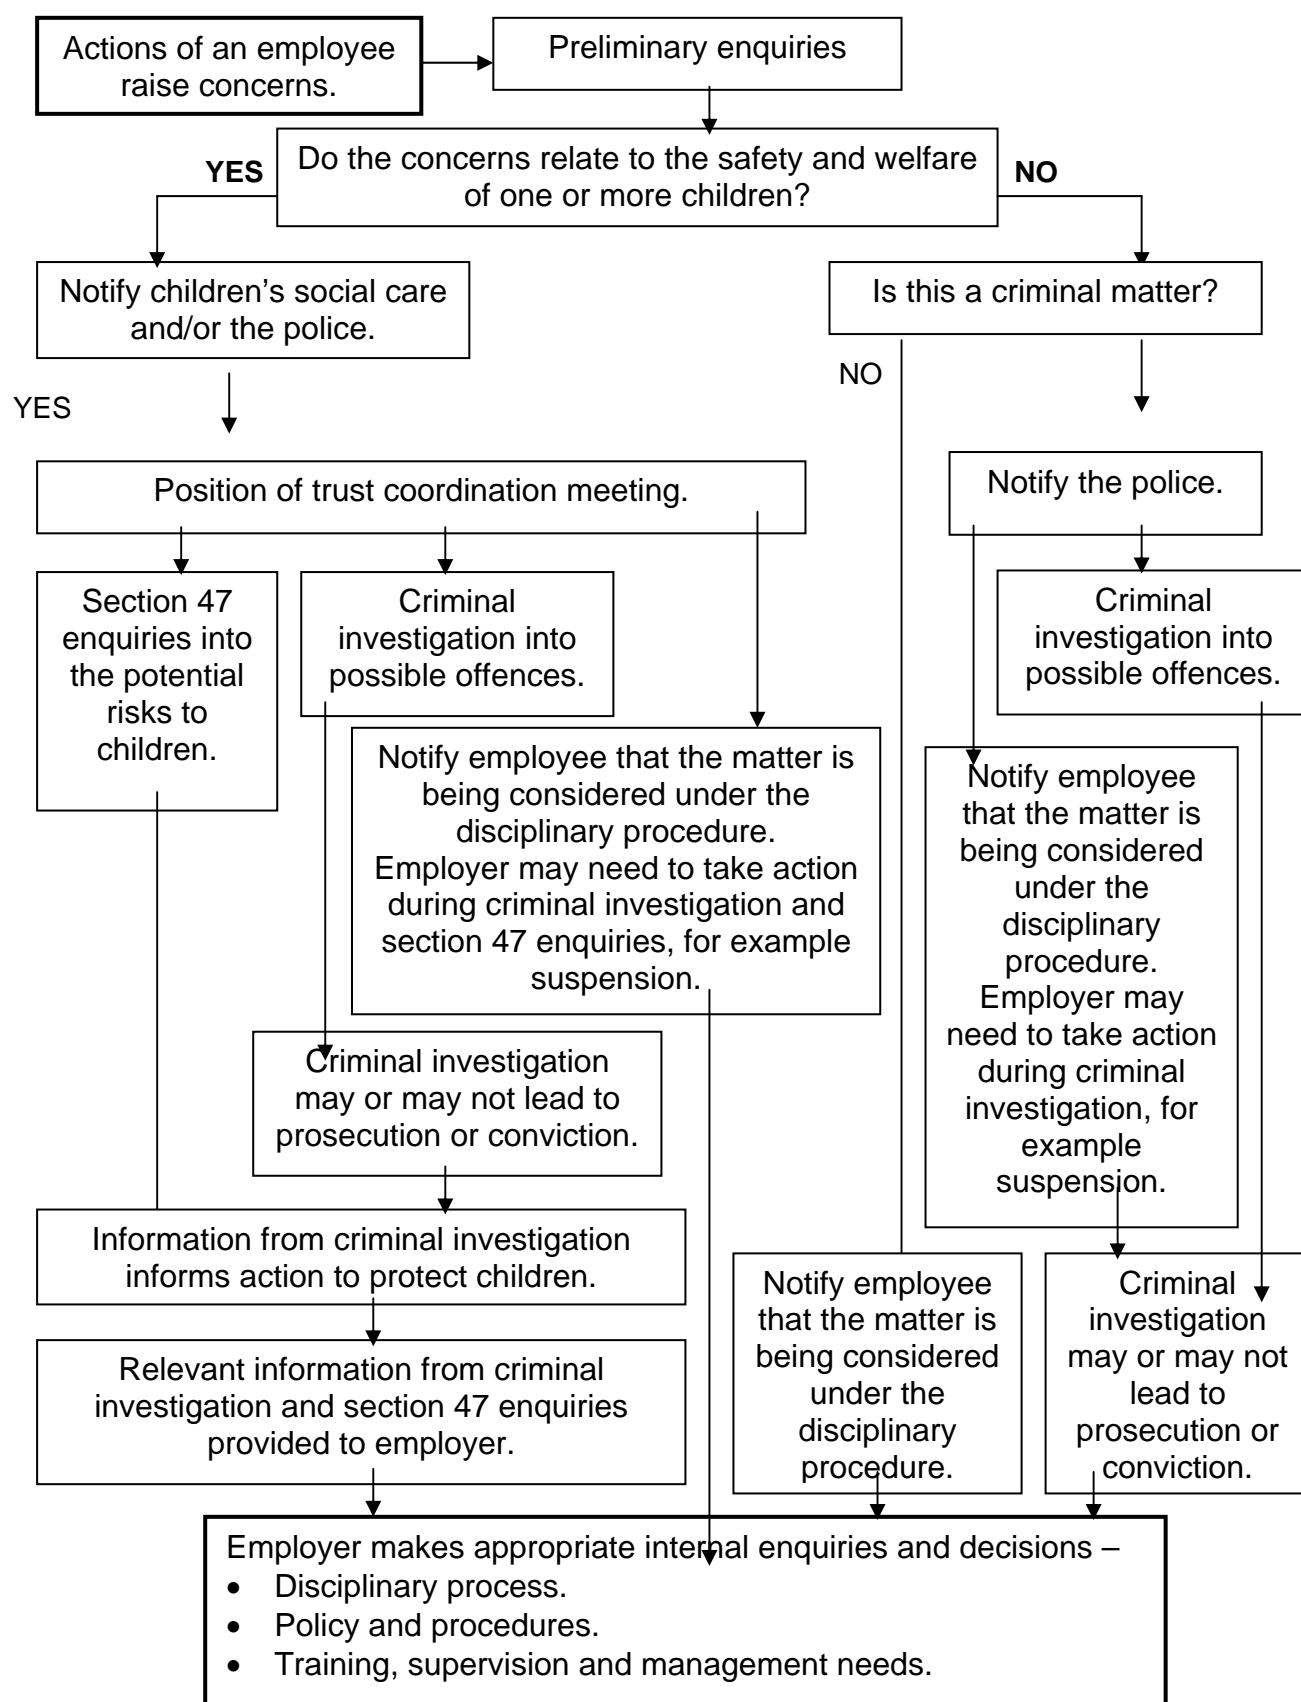 Actions of an employee
raise concerns.
Preliminary enquiries
YES
Do the concerns relate to the safety and welfare
of one or more children?
NO
Notify children’s social care
and/or the police.
Is this a criminal matter?
NO
YES
Position of trust coordination meeting.
Notify the police.
Section 47
enquiries into
the potential
risks to
children.
Criminal
investigation into
possible offences.
Criminal
investigation into
possible offences.
Notify employee that the matter is
being considered under the
disciplinary procedure.
Employer may need to take action
during criminal investigation and
section 47 enquiries, for example
suspension.
Notify employee
that the matter is
being considered
under the
disciplinary
procedure.
Employer may
need to take action
during criminal
investigation, for
example
suspension.
Criminal investigation
may or may not lead to
prosecution or conviction.
Information from criminal investigation
informs action to protect children.
Notify employee
that the matter is
being considered
under the
disciplinary
procedure.
Criminal
investigation
may or may not
lead to
prosecution or
conviction.
Relevant information from criminal
investigation and section 47 enquiries
provided to employer.
Employer makes appropriate internal enquiries and decisions –
• Disciplinary process.
• Policy and procedures.
• Training, supervision and management needs.